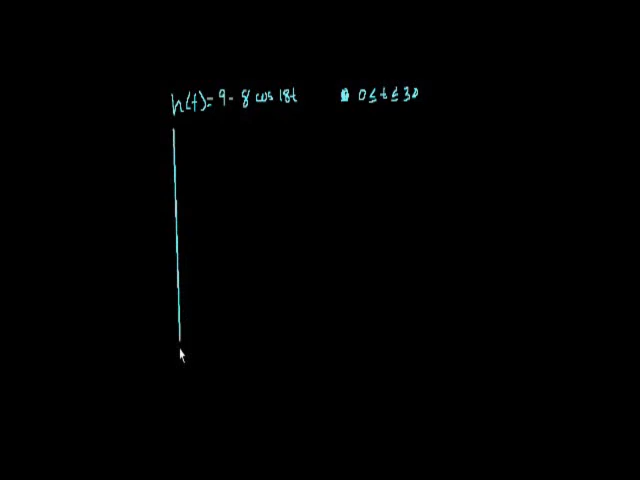 h(t) = 9 - 8 cos 18t 0 ≤ t ≤ 30